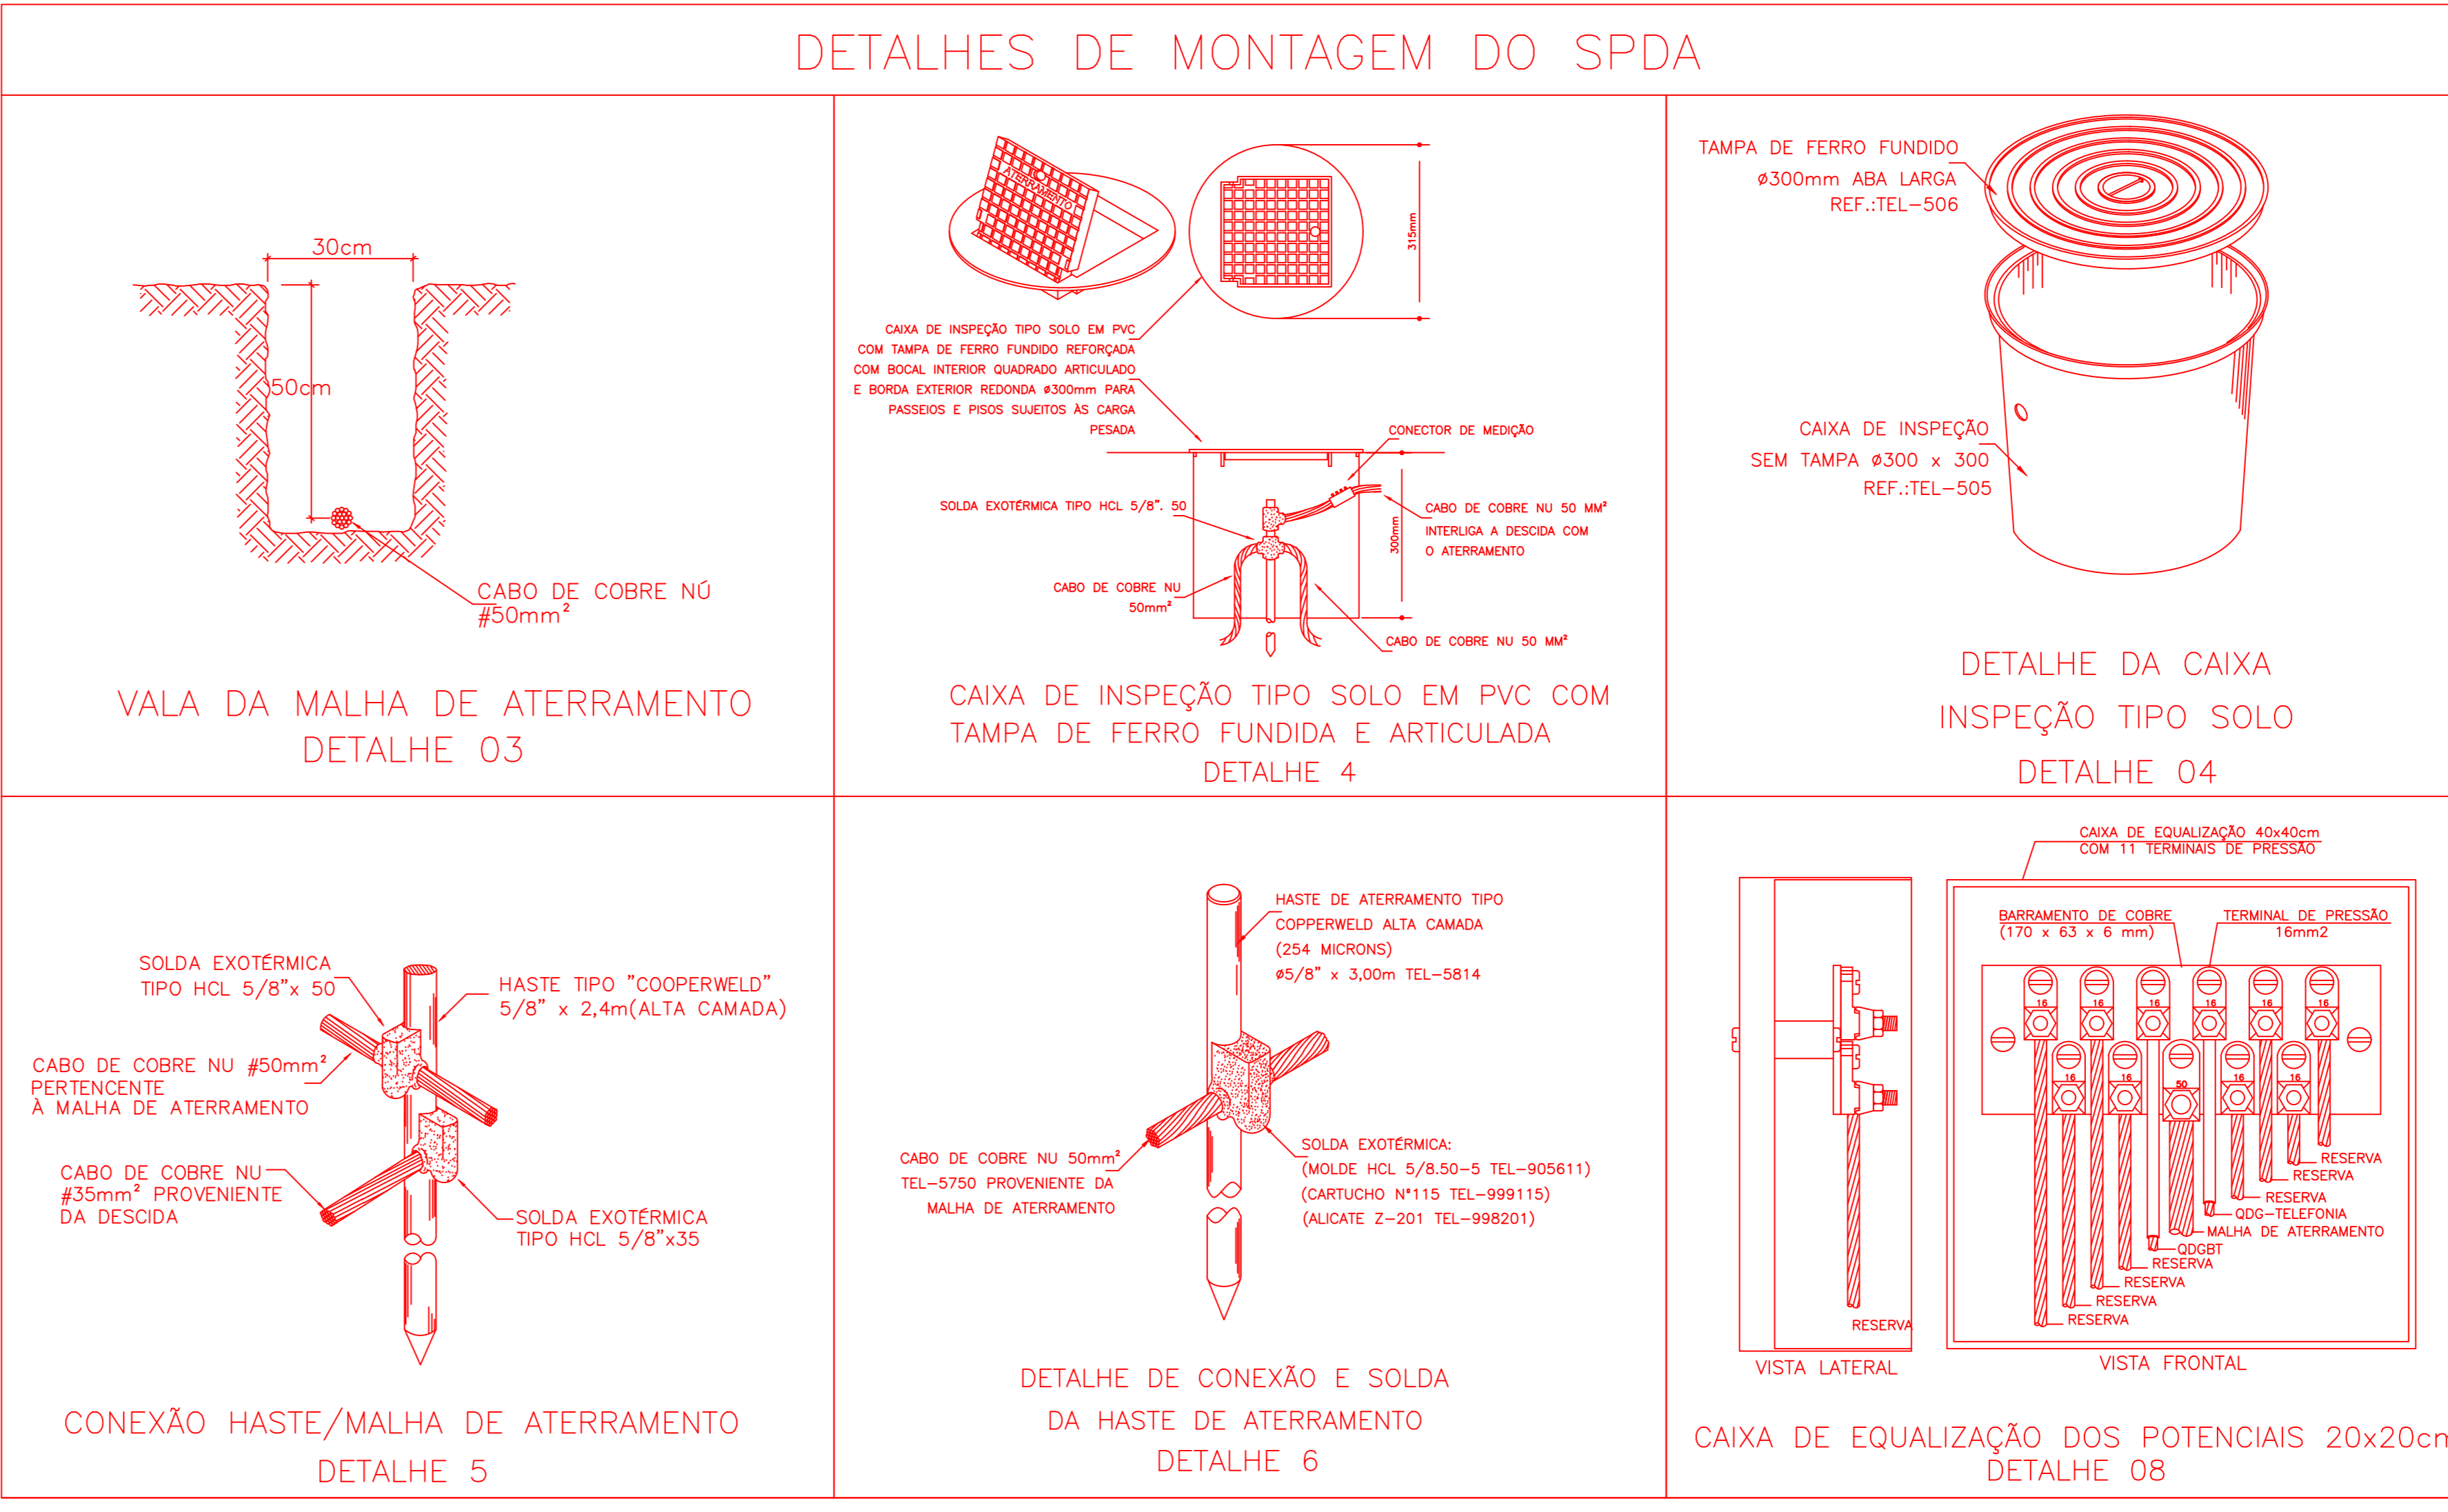 DETALHES DE MONTAGEM DO SPDA
30cm
50cm
CABO DE COBRE NÚ
#50mm²
VALA DA MALHA DE ATERRAMENTO
DETALHE 03
ATERRAMENTO
315mm
CAIXA DE INSPEÇÃO TIPO SOLO EM PVC
COM TAMPA DE FERRO FUNDIDO REFORÇADA
COM BOCAL INTERIOR QUADRADO ARTICULADO
E BORDA EXTERIOR REDONDA ø300mm PARA
PASSEIOS E PISOS SUJEITOS ÀS CARGA
PESADA
CONECTOR DE MEDIÇÃO
SOLDA EXOTÉRMICA TIPO HCL 5/8". 50
CABO DE COBRE NU 50 MM²
INTERLIGA A DESCIDA COM
O ATERRAMENTO
300mm
CABO DE COBRE NU
50mm²
CABO DE COBRE NU 50 MM²
CAIXA DE INSPEÇÃO TIPO SOLO EM PVC COM
TAMPA DE FERRO FUNDIDA E ARTICULADA
DETALHE 4
TAMPA DE FERRO FUNDIDO
ø300mm ABA LARGA
REF.:TEL-506
CAIXA DE INSPEÇÃO
SEM TAMPA ø300 x 300
REF.:TEL-505
DETALHE DA CAIXA
INSPEÇÃO TIPO SOLO
DETALHE 04
SOLDA EXOTÉRMICA
TIPO HCL 5/8"x 50
HASTE TIPO "COOPERWELD"
5/8" x 2,4m(ALTA CAMADA)
CABO DE COBRE NU #50mm²
PERTENCENTE
À MALHA DE ATERRAMENTO
CABO DE COBRE NU
#35mm² PROVENIENTE
DA DESCIDA
SOLDA EXOTÉRMICA
TIPO HCL 5/8"x35
CONEXÃO HASTE/MALHA DE ATERRAMENTO
DETALHE 5
HASTE DE ATERRAMENTO TIPO
COPPERWELD ALTA CAMADA
(254 MICRONS)
ø5/8" x 3,00m TEL-5814
CABO DE COBRE NU 50mm²
TEL-5750 PROVENIENTE DA
MALHA DE ATERRAMENTO
SOLDA EXOTÉRMICA:
(MOLDE HCL 5/8.50-5 TEL-905611)
(CARTUCHO N°115 TEL-999115)
(ALICATE Z-201 TEL-998201)
DETALHE DE CONEXÃO E SOLDA
DA HASTE DE ATERRAMENTO
DETALHE 6
CAIXA DE EQUALIZAÇÃO 40x40cm
COM 11 TERMINAIS DE PRESSÃO
BARRAMENTO DE COBRE
(170 x 63 x 6 mm)
TERMINAL DE PRESSÃO
16mm2
16 16 16 16 16 16
16 16 50 16 16
RESERVA
RESERVA
RESERVA
QDG-TELEFONIA
MALHA DE ATERRAMENTO
QDGBT
RESERVA
RESERVA
RESERVA
RESERVA
RESERVA
VISTA LATERAL
VISTA FRONTAL
CAIXA DE EQUALIZAÇÃO DOS POTENCIAIS 20x20cm
DETALHE 08